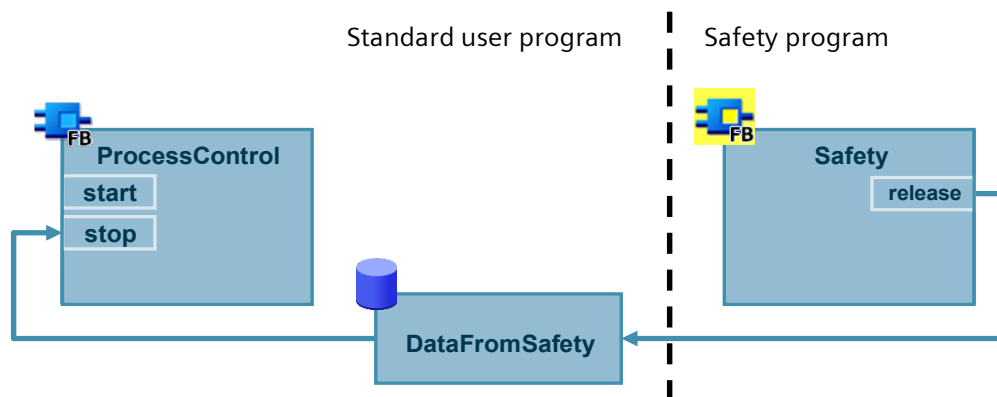 Standard user program
Safety program
FB
ProcessControl
start
stop
FB
Safety
release
DataFromSafety